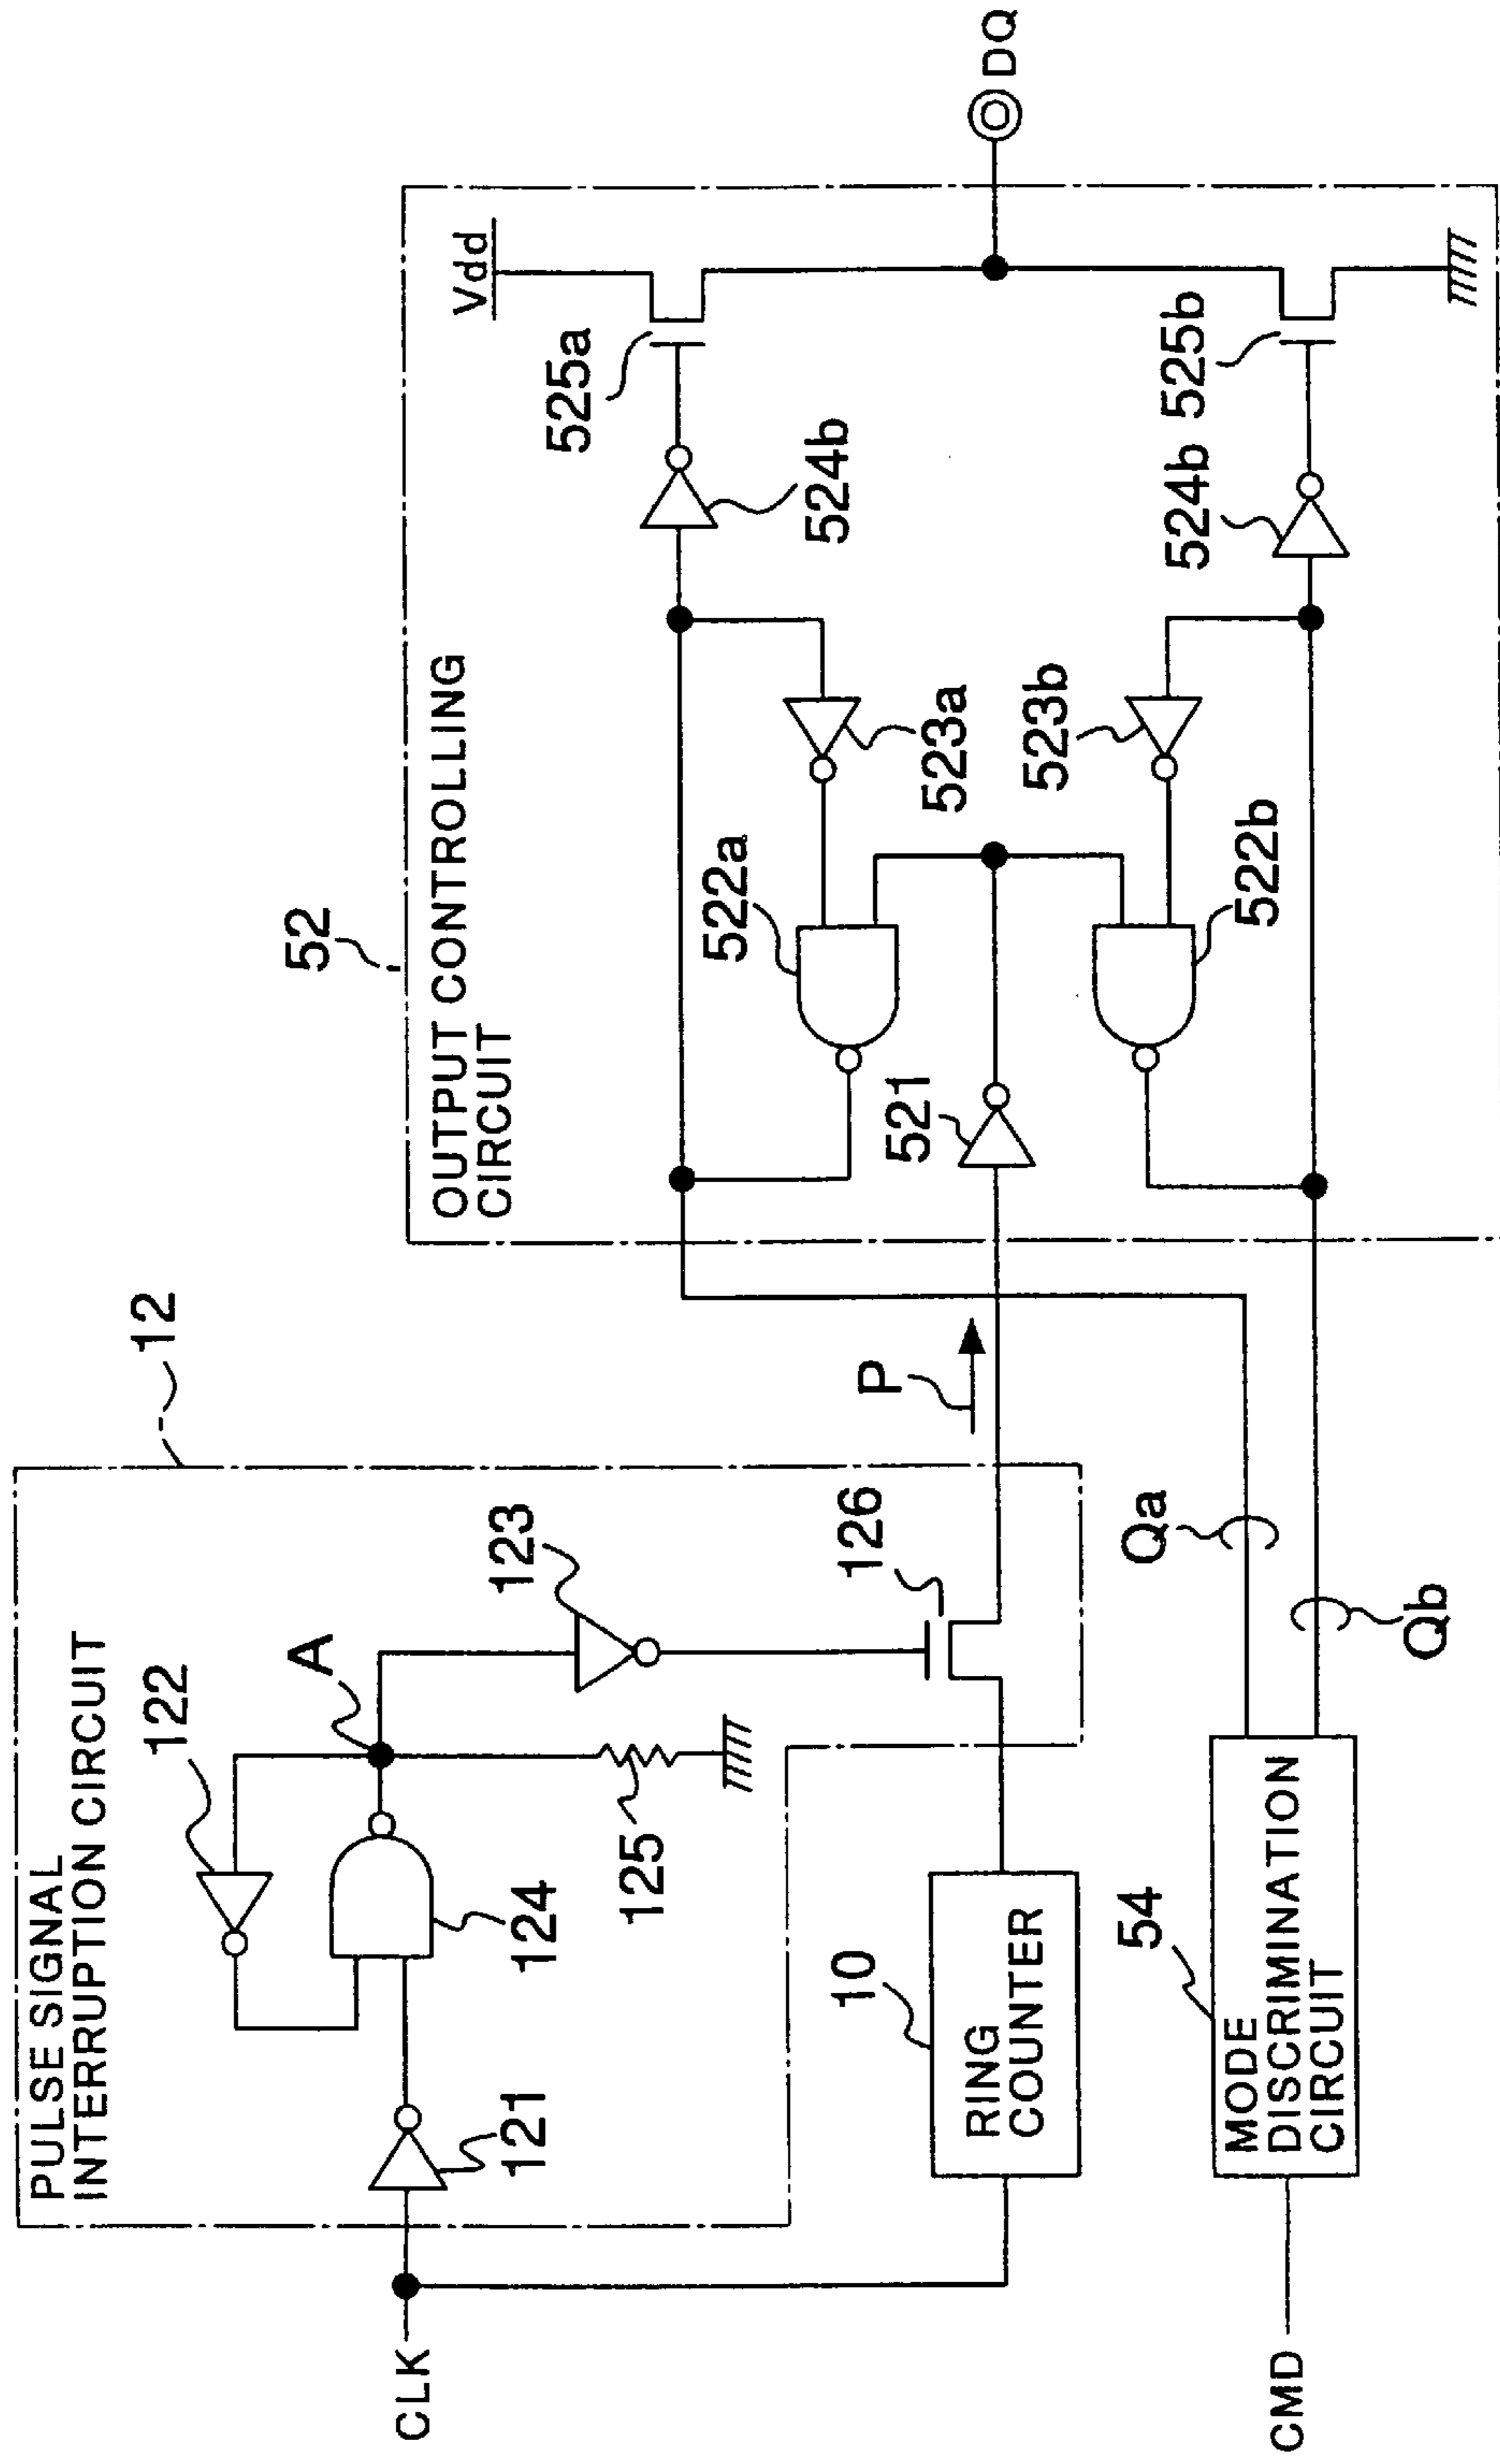 PULSE SIGNAL
INTERRUPTION CIRCUIT
12
122
A
123
CLK
121
124
125
126
10
RING
COUNTER
P
CMD
54
MODE
DISCRIMINATION
CIRCUIT
Qa
Qb
52
OUTPUT CONTROLLING
CIRCUIT
Vdd
525a
524b
522a
523a
521
523b
522b
524b
525b
DQ